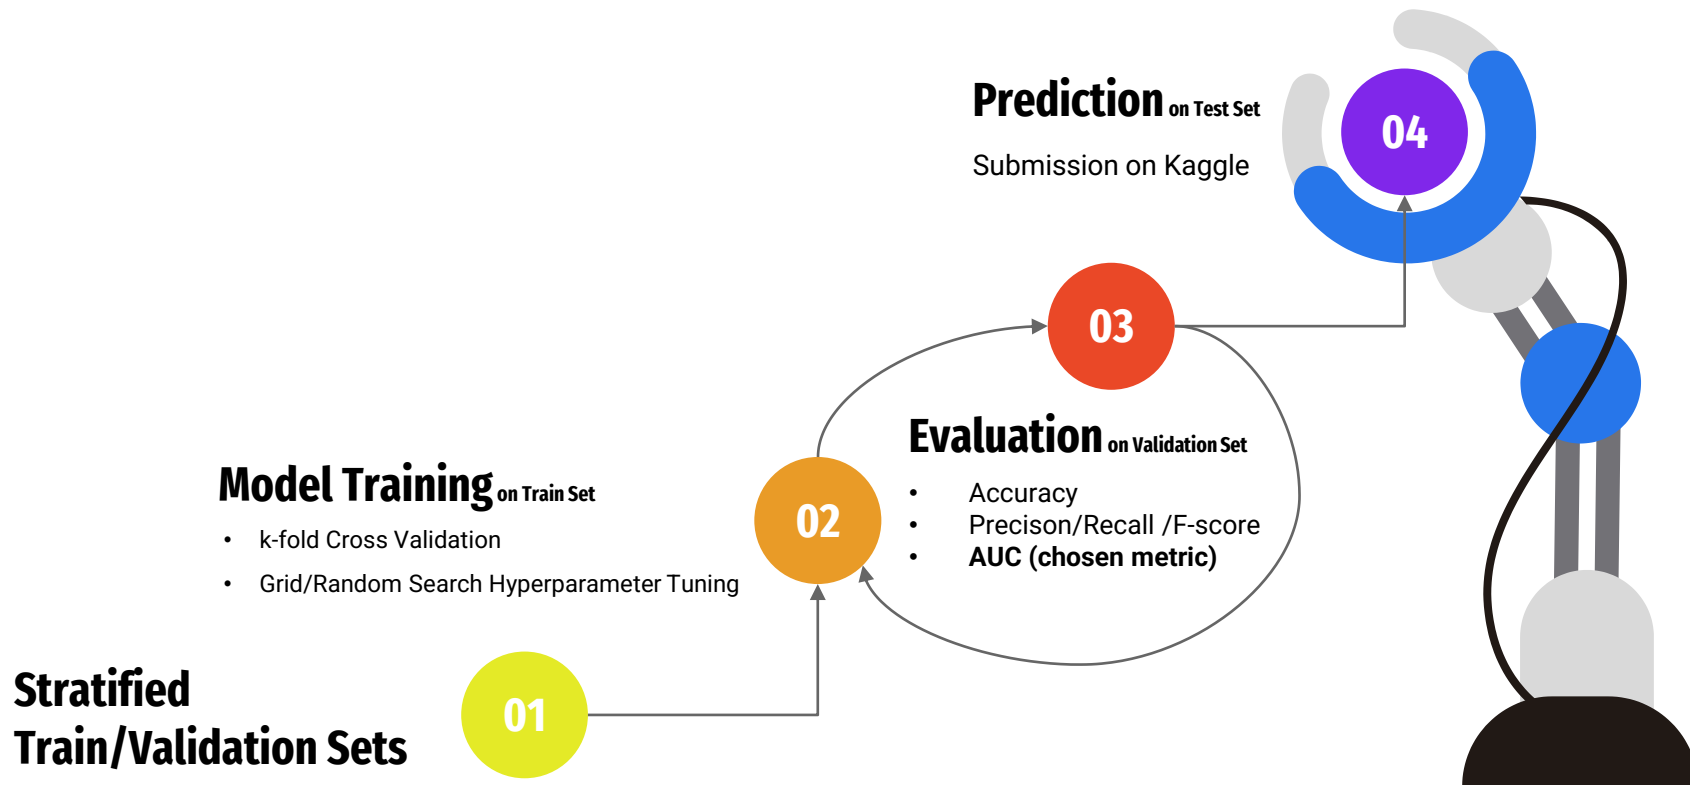 Prediction on Test Set
Submission on Kaggle
04
03
Evaluation on Validation Set
• Accuracy
• Precison/Recall /F-score
• AUC (chosen metric)
Model Training on Train Set
• k-fold Cross Validation
• Grid/Random Search Hyperparameter Tuning
02
Stratified
Train/Validation Sets
01